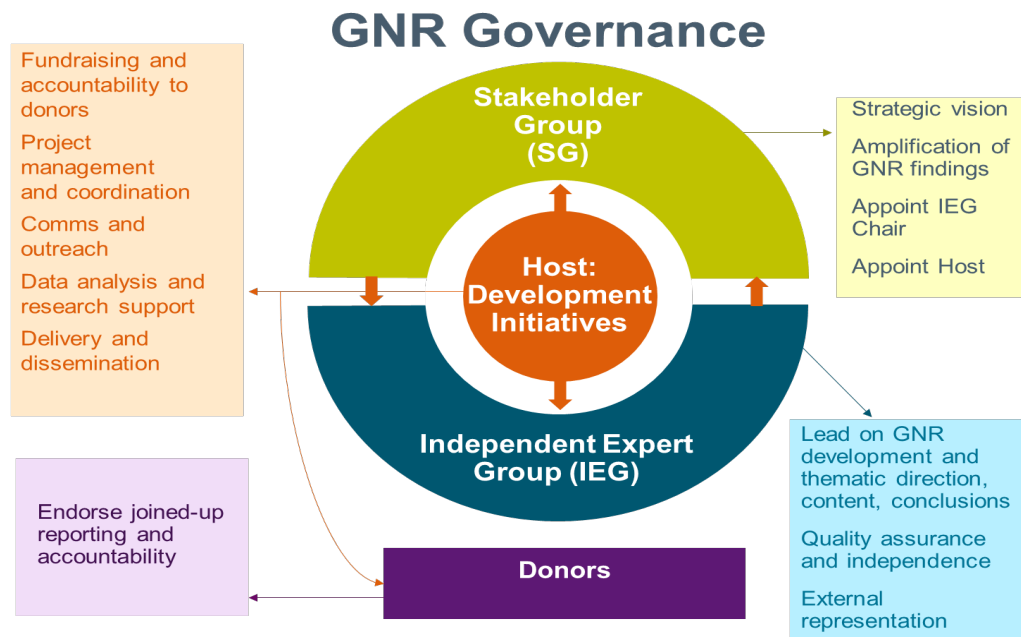 GNR Governance
Fundraising and
accountability to
donors
Project
management
and coordination
Comms and
outreach
Data analysis and
research support
Delivery and
dissemination
Stakeholder
Group
(SG)
Strategic vision
Amplification of
GNR findings
Appoint IEG
Chair
Appoint Host
Host:
Development
Initiatives
Independent Expert
Group (IEG)
Lead on GNR
development and
thematic direction,
content, conclusions
Quality assurance
and independence
External
representation
Endorse joined-up
reporting and
accountability
Donors